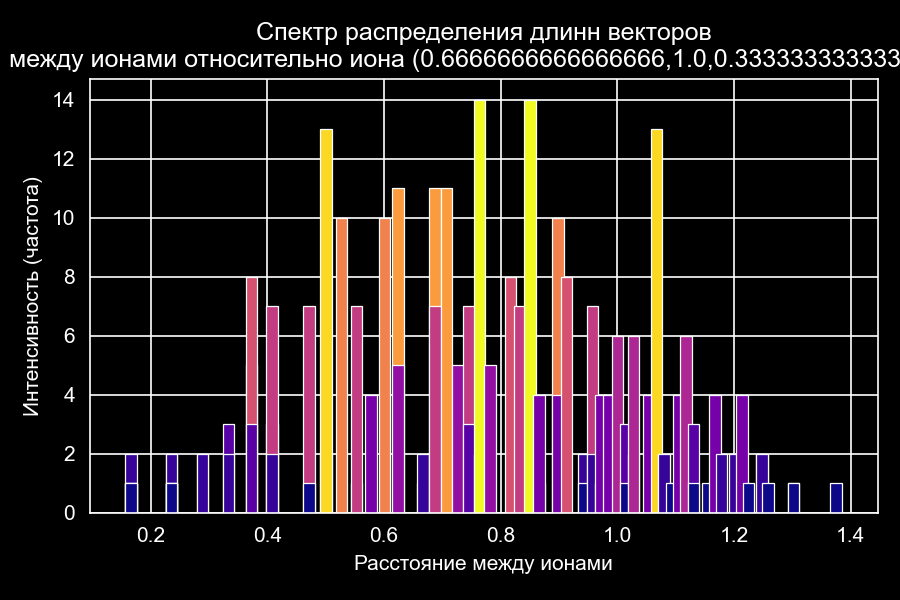 Спектр распределения длинн векторов
между ионами относительно иона (0.6666666666666666,1.0,0.333333333333
Интенсивность (частота)
14
12
10
8
6
4
2
0
0.2 0.4 0.6 0.8 1.0 1.2 1.4
Расстояние между ионами